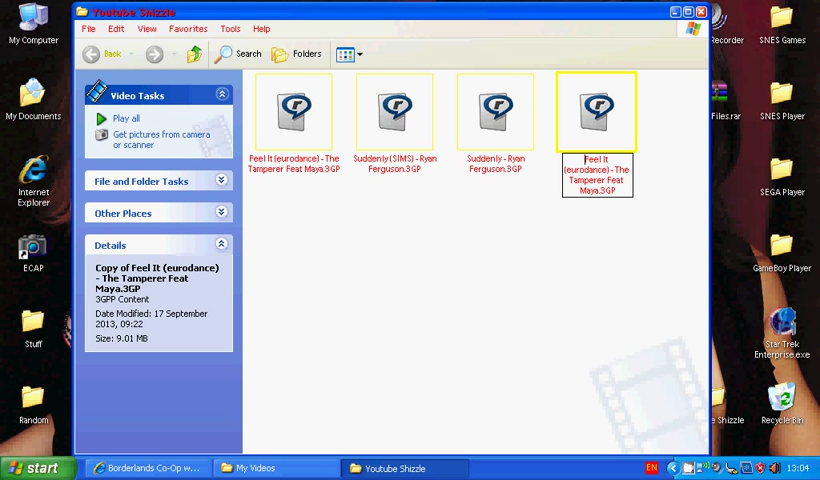 Youtube Shizzle
File Edit View Favorites Tools Help
Back Search Folders
Video Tasks
Play all
Get pictures from camera
or scanner
File and Folder Tasks
Other Places
Details
Copy of Feel It (eurodance)
- The Tamperer Feat
Maya.3GP
3GPP Content
Date Modified: 17 September
2013, 09:22
Size: 9.01 MB
Feel It (eurodance) - The
Tamperer Feat Maya.3GP
Suddenly (SIMS) - Ryan
Ferguson.3GP
Suddenly - Ryan
Ferguson.3GP
Feel It
(eurodance) - The
Tamperer Feat
Maya.3GP
My Computer
My Documents
Internet
Explorer
ECAP
Stuff
Random
Recorder
Files.rar
Shizzle
SNES Games
SNES Player
SEGA Player
GameBoy Player
Star Trek
Enterprise.exe
Recycle Bin
start
Borderlands Co-Op w...
My Videos
Youtube Shizzle
EN
13:04